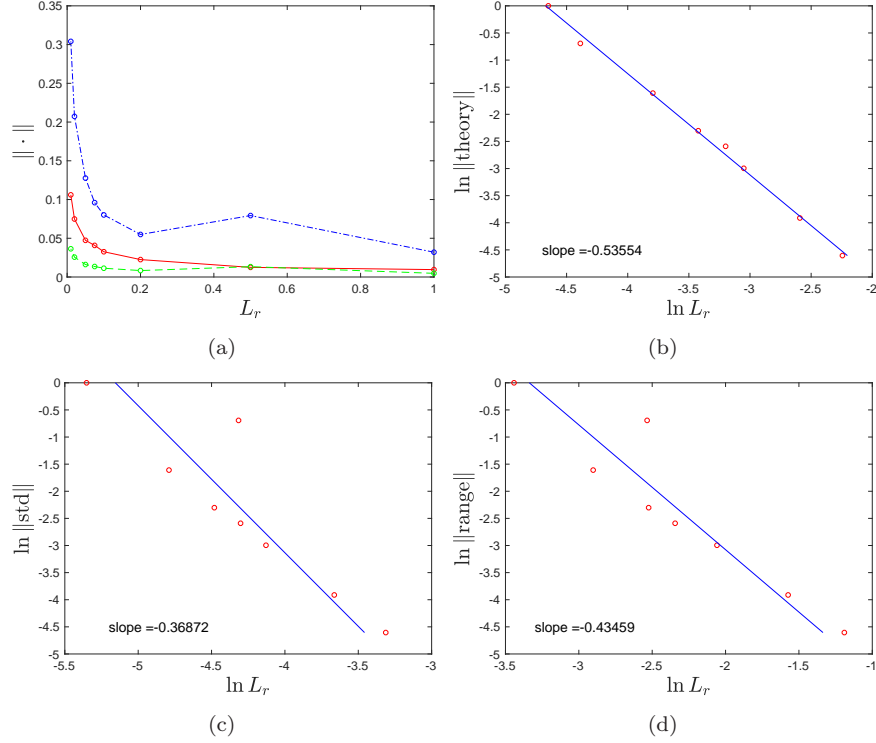 0.35
0.3
0.25
0.2
0.15
0.1
0.05
0
0 0.2 0.4 0.6 0.8 1
‖ · ‖
L_r
(a)
0
-0.5
-1
-1.5
-2
-2.5
-3
-3.5
-4
-4.5
-5
-5 -4.5 -4 -3.5 -3 -2.5 -2
ln ‖theory‖
slope =-0.53554
ln L_r
(b)
0
-0.5
-1
-1.5
-2
-2.5
-3
-3.5
-4
-4.5
-5
-5.5 -5 -4.5 -4 -3.5 -3
ln ‖std‖
slope =-0.36872
ln L_r
(c)
0
-0.5
-1
-1.5
-2
-2.5
-3
-3.5
-4
-4.5
-5
-3.5 -3 -2.5 -2 -1.5 -1
ln ‖range‖
slope =-0.43459
ln L_r
(d)